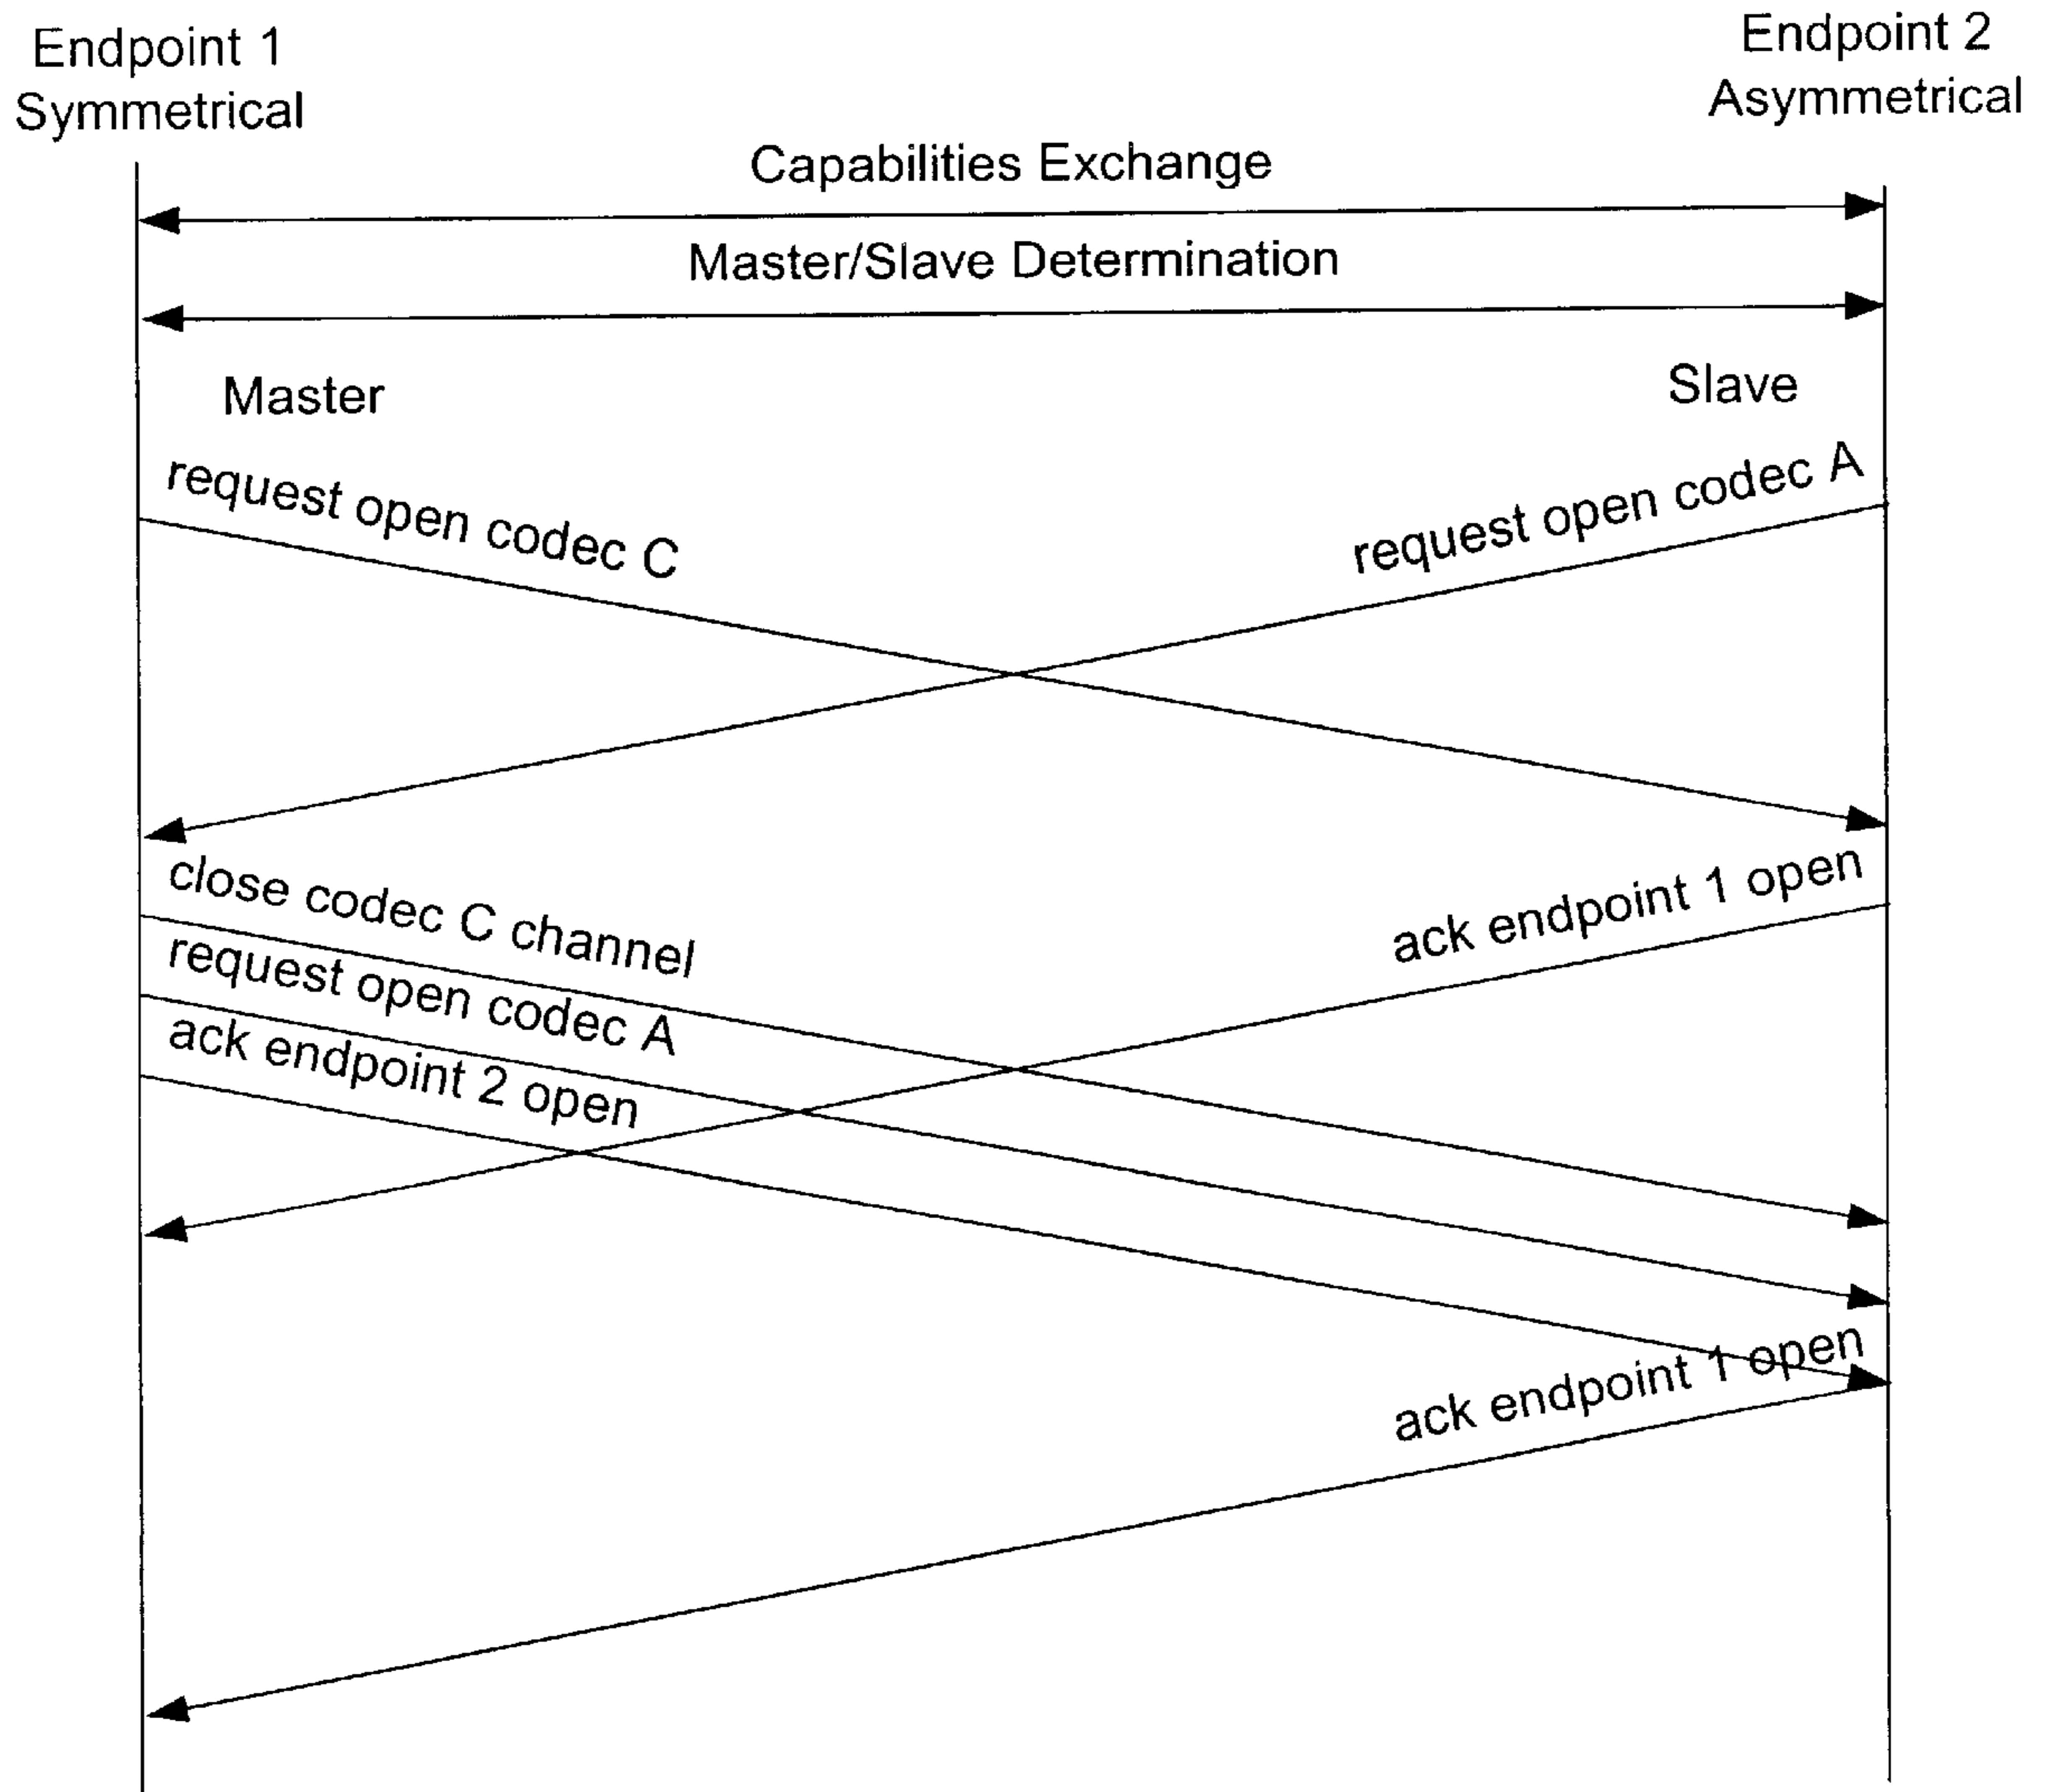 Endpoint 1
Symmetrical
Endpoint 2
Asymmetrical
Capabilities Exchange
Master/Slave Determination
Master
Slave
request open codec C
request open codec A
close codec C channel
ack endpoint 1 open
request open codec A
ack endpoint 2 open
ack endpoint 1 open